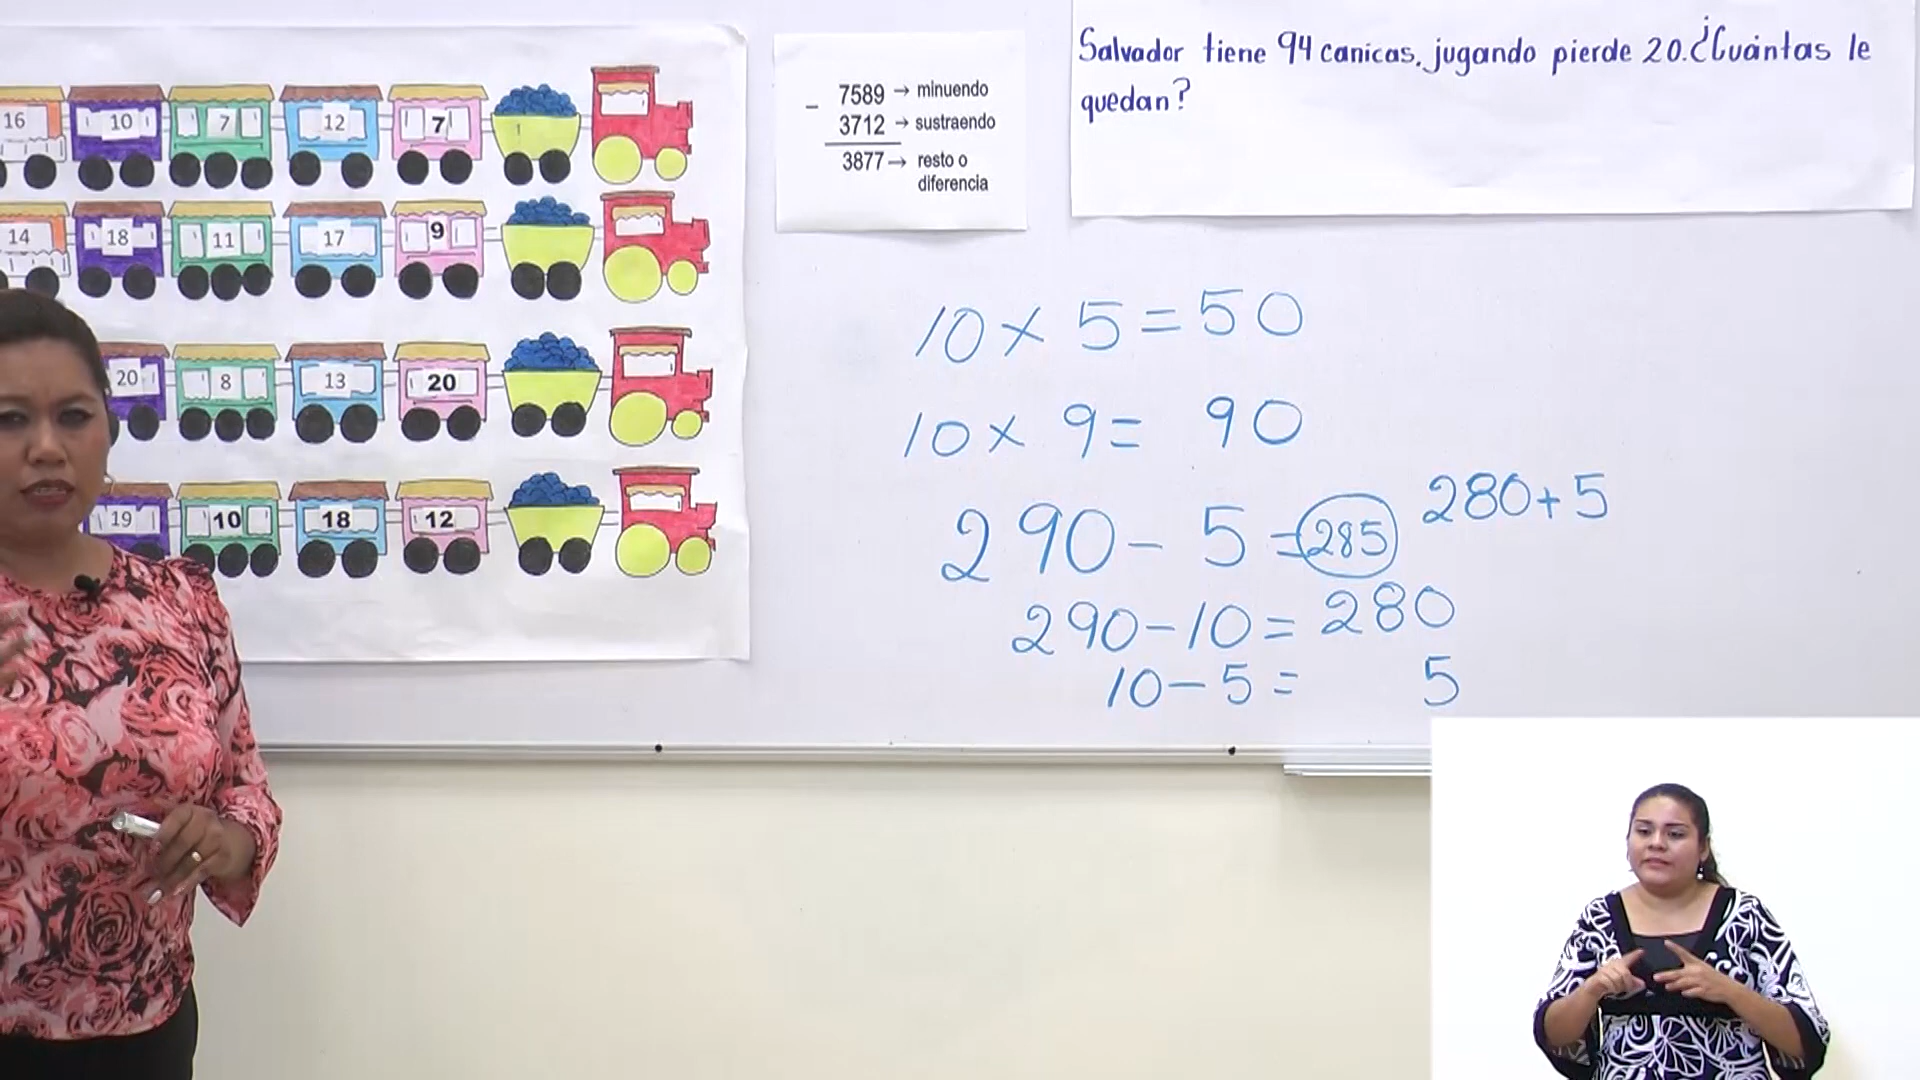 16 10 7 12 7
14 18 11 17 9
20 8 13 20
19 10 18 12
- 7589 → minuendo
3712 → sustraendo
3877 → resto o
diferencia
Salvador tiene 94 canicas, jugando pierde 20. ¿Cuántas le
quedan?
10 × 5 = 50
10 × 9 = 90
290 - 5 = 285 280+5
290-10 = 280
10-5 = 5